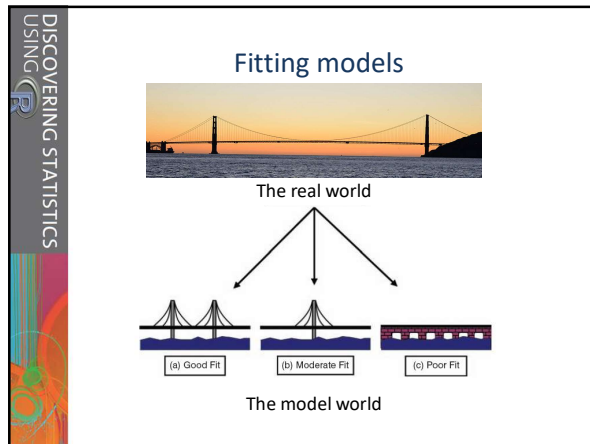 DISCOVERING STATISTICS
USING R
Fitting models
The real world
(a) Good Fit
(b) Moderate Fit
(c) Poor Fit
The model world